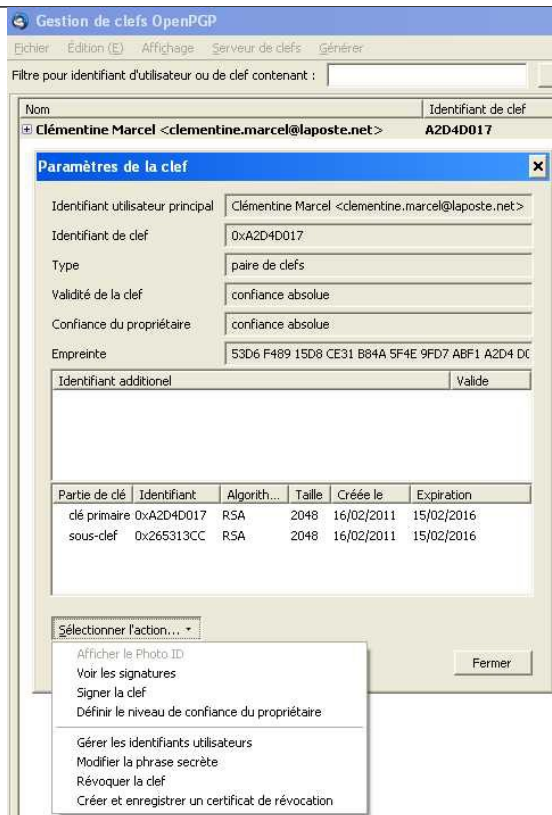 Gestion de clefs OpenPGP
Fichier Édition (E) Affichage Serveur de clefs Générer
Filtre pour identifiant d'utilisateur ou de clef contenant :
Nom Identifiant de clef
Clémentine Marcel <clementine.marcel@laposte.net> A2D4D017
Paramètres de la clef
Identifiant utilisateur principal Clémentine Marcel <clementine.marcel@laposte.net>
Identifiant de clef 0xA2D4D017
Type paire de clefs
Validité de la clef confiance absolue
Confiance du propriétaire confiance absolue
Empreinte 53D6 F489 15D8 CE31 B84A 5F4E 9FD7 ABF1 A2D4
Identifiant additionel Valide
Partie de clé Identifiant Algorith... Taille Créée le Expiration
clé primaire 0xA2D4D017 RSA 2048 16/02/2011 15/02/2016
sous-clef 0x265313CC RSA 2048 16/02/2011 15/02/2016
Sélectionner l'action...
Afficher le Photo ID
Voir les signatures
Signer la clef
Définir le niveau de confiance du propriétaire
Gérer les identifiants utilisateurs
Modifier la phrase secrète
Révoquer la clef
Créer et enregistrer un certificat de révocation
Fermer